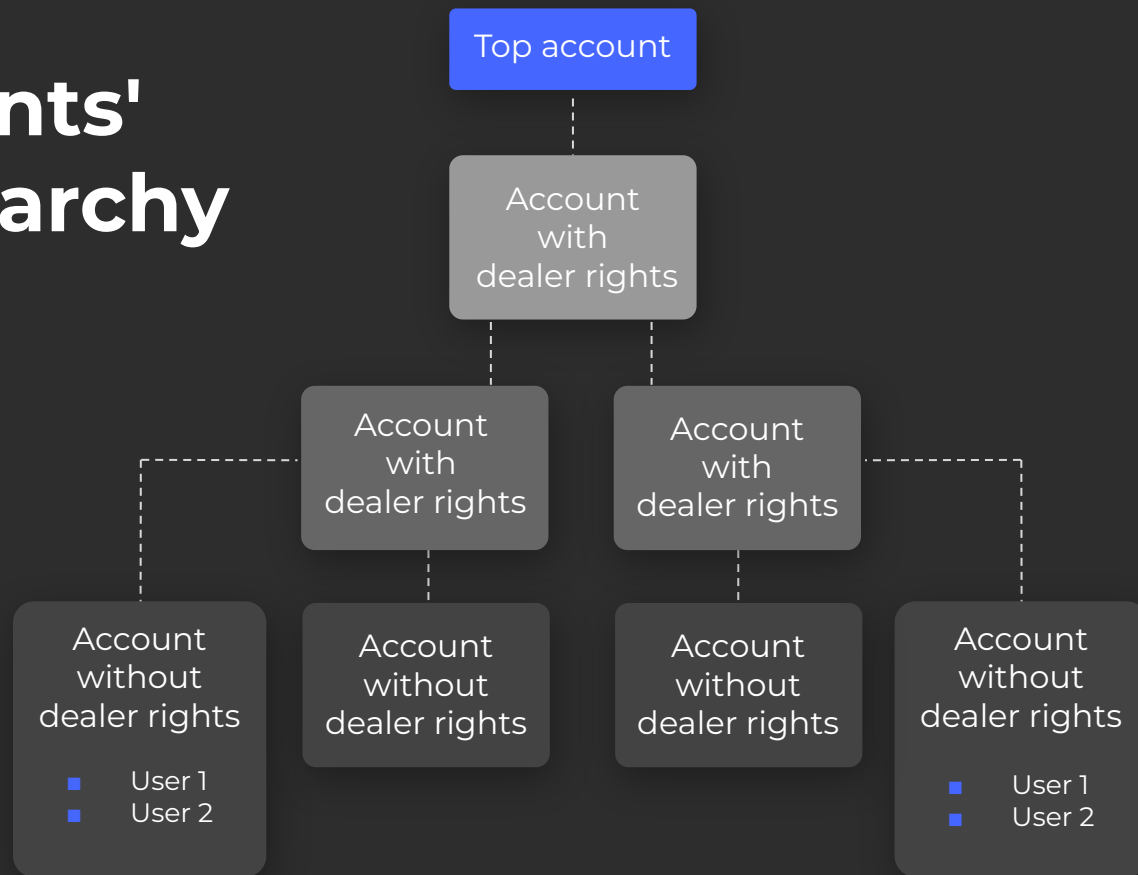 nts'
archy
Top account
Account
with
dealer rights
Account
with
dealer rights
Account
with
dealer rights
Account
without
dealer rights
User 1
User 2
Account
without
dealer rights
Account
without
dealer rights
Account
without
dealer rights
User 1
User 2